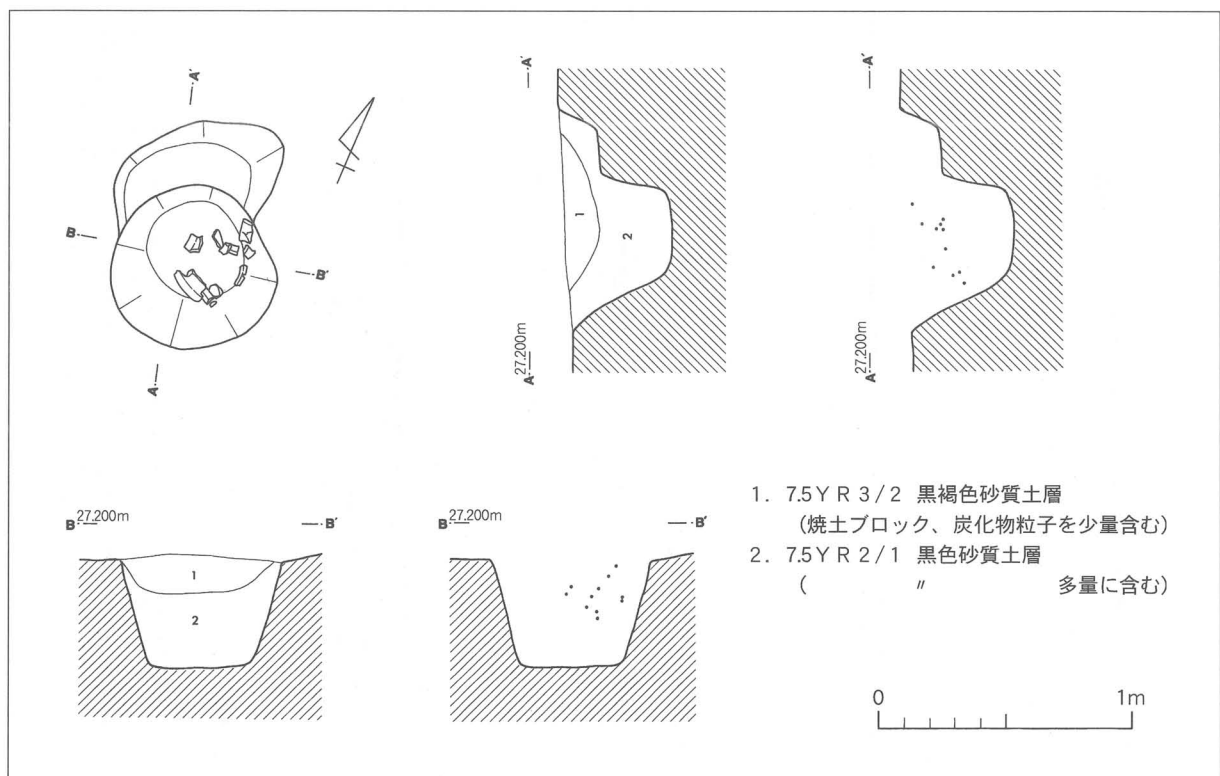 A′
B
B′
A
A′
27.200m
A
A′
27.200m
A
B 27.200m
B′
B 27.200m
B′
1
2
1
2
1. 7.5YR3/2 黒褐色砂質土層
(焼土ブロック、炭化物粒子を少量含む)
2. 7.5YR2/1 黒色砂質土層
( 〃 多量に含む)
0 1m